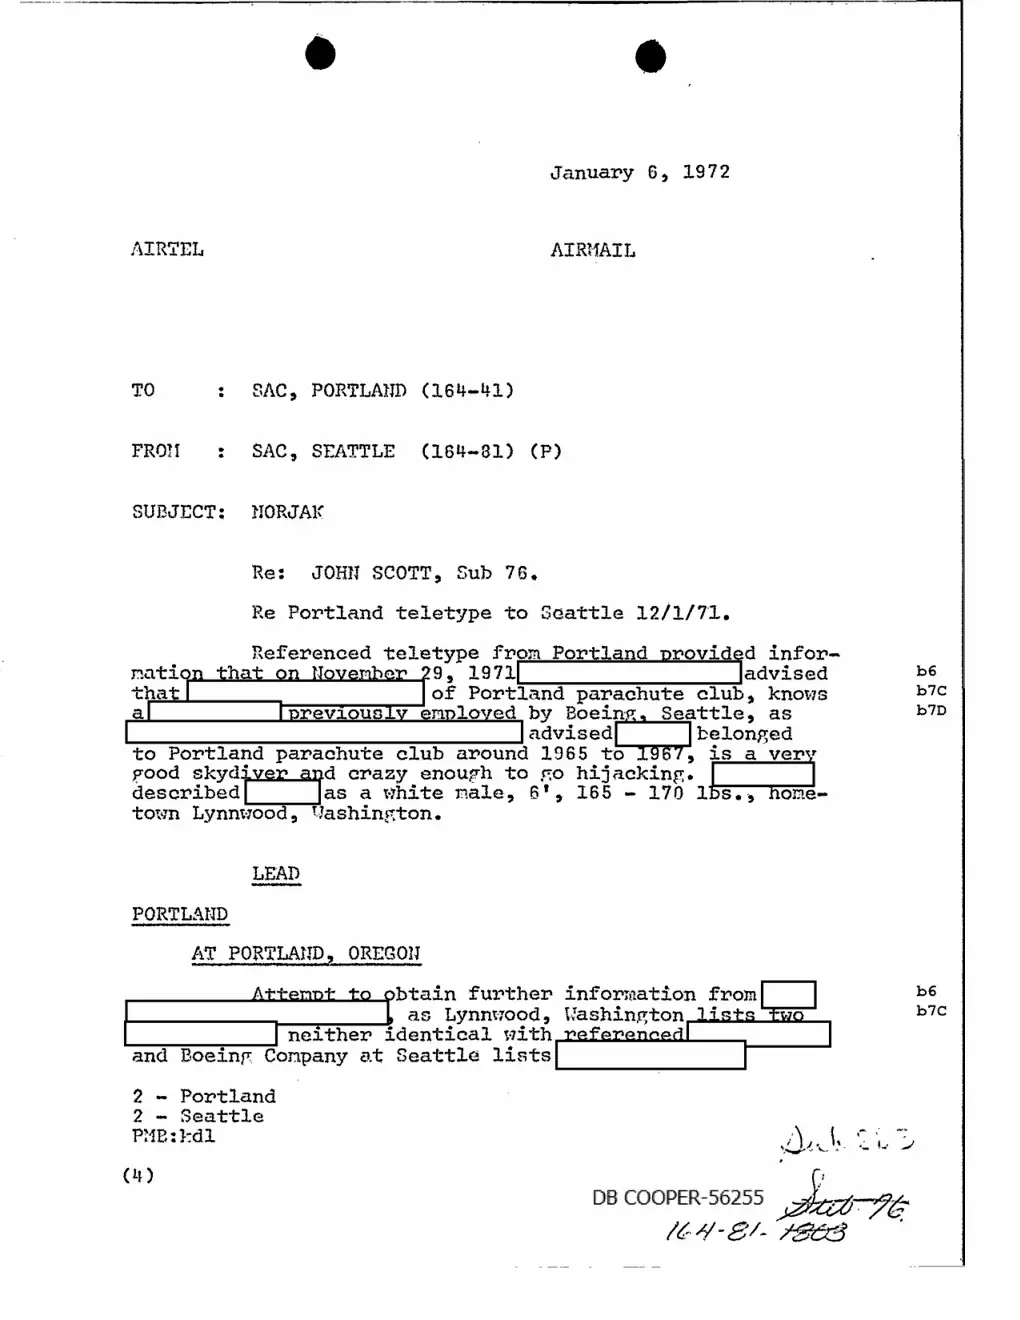 January 6, 1972
AIRTEL AIRMAIL
TO : SAC, PORTLAND (164-41)
FROM : SAC, SEATTLE (164-81) (P)
SUBJECT: NORJAK
Re: JOHN SCOTT, Sub 76.
Re Portland teletype to Seattle 12/1/71.
Referenced teletype from Portland provided infor-
mation that on November 29, 1971 advised b6
that of Portland parachute club, knows b7C
a previously employed by Boeing, Seattle, as b7D
advised belonged
to Portland parachute club around 1965 to 1967, is a very
good skydiver and crazy enough to go hijacking.
described as a white male, 6', 165 - 170 lbs., home-
town Lynnwood, Washington.
LEAD
PORTLAND
AT PORTLAND, OREGON
Attempt to obtain further information from b6
, as Lynnwood, Washington lists two b7C
neither identical with referenced
and Boeing Company at Seattle lists
2 - Portland
2 - Seattle
PMB:kdl
(4)
Sub
DB COOPER-56255 Sub 76
164-81-1803